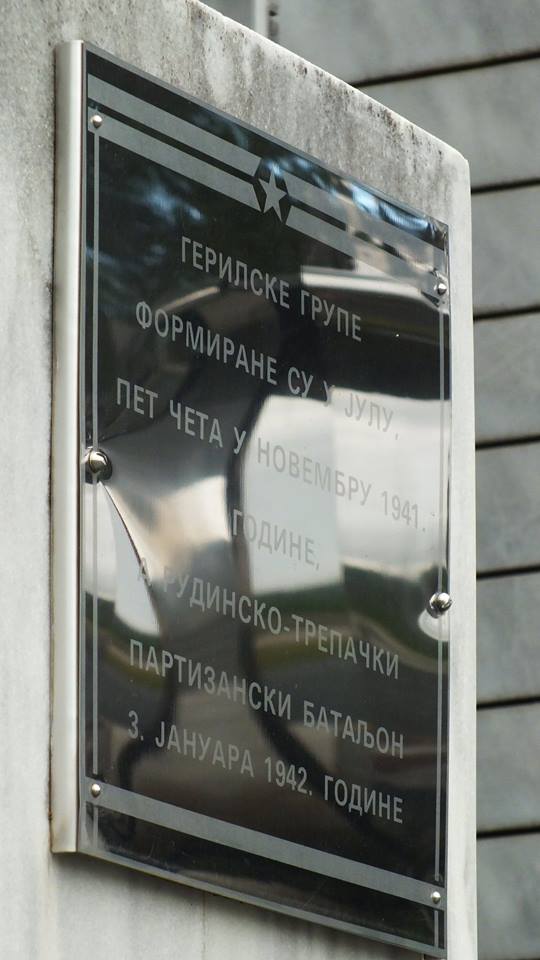 ГЕРИЛСКЕ ГРУПЕ
ФОРМИРАНЕ СУ У ЈУЛУ,
ПЕТ ЧЕТА У НОВЕМБРУ 1941.
ГОДИНЕ,
А РУДИНСКО-ТРЕПАЧКИ
ПАРТИЗАНСКИ БАТАЉОН
3. ЈАНУАРА 1942. ГОДИНЕ